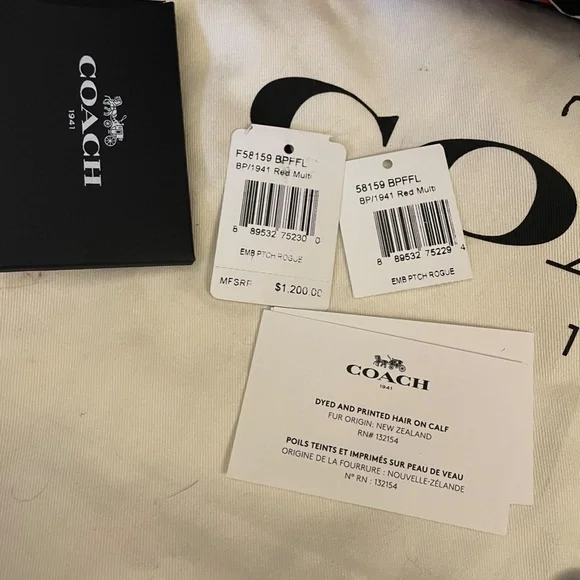 COACH
1941
F58159 BPFFL
BP/1941 Red Multi
8 89532 75230 0
EMB PTCH ROGUE
MFSRP $1,200.00
58159 BPFFL
BP/1941 Red Multi
8 89532 75229 4
EMB PTCH ROGUE
CO
COACH
1941
DYED AND PRINTED HAIR ON CALF
FUR ORIGIN: NEW ZEALAND
RN# 132154
POILS TEINTS ET IMPRIMÉS SUR PEAU DE VEAU
ORIGINE DE LA FOURRURE : NOUVELLE-ZÉLANDE
N° RN : 132154